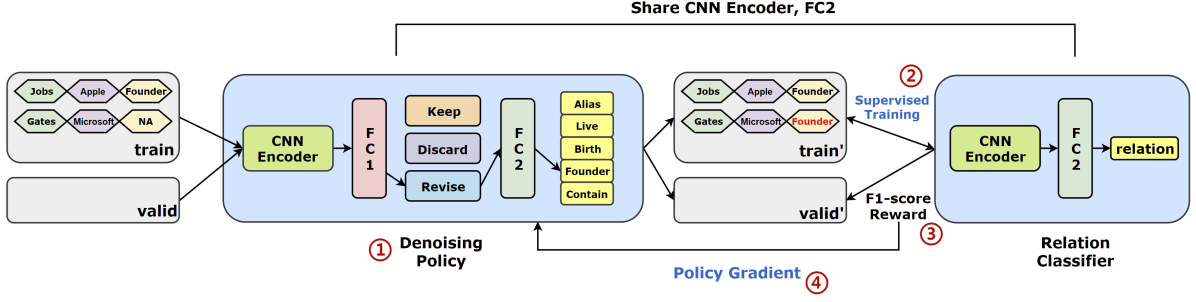 Share CNN Encoder, FC2
Jobs Apple Founder
Gates Microsoft NA
train
valid
CNN
Encoder
F
C
1
Keep
Discard
Revise
F
C
2
Alias
Live
Birth
Founder
Contain
① Denoising
Policy
Jobs Apple Founder
Gates Microsoft Founder
train'
valid'
②
Supervised
Training
F1-score
Reward
③
Policy Gradient ④
CNN
Encoder
F
C
2
relation
Relation
Classifier